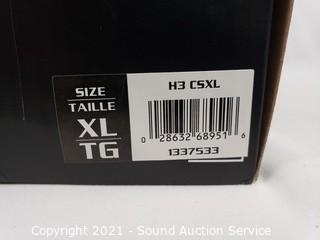 SIZE
TAILLE
XL
TG
H3 CSXL
0 28632 68951 6
1337533
Copyright 2021 - Sound Auction Service